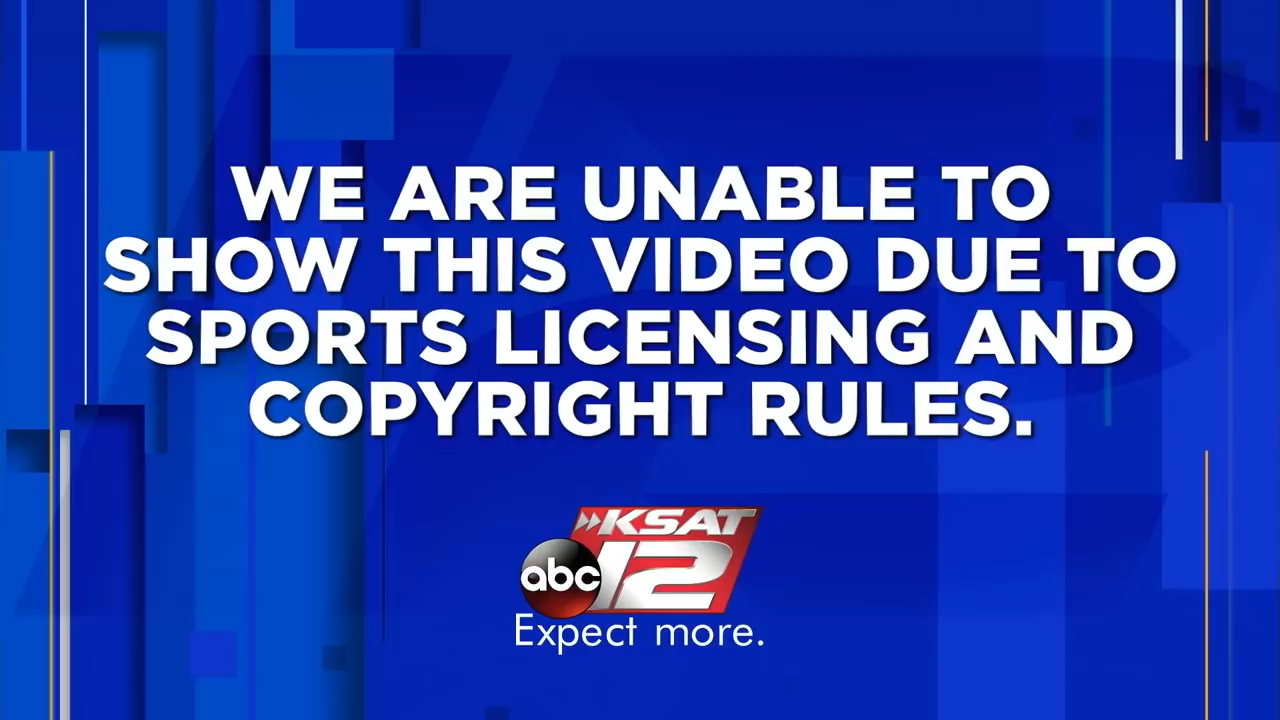 WE ARE UNABLE TO
SHOW THIS VIDEO DUE TO
SPORTS LICENSING AND
COPYRIGHT RULES.
KSAT
abc 12
Expect more.